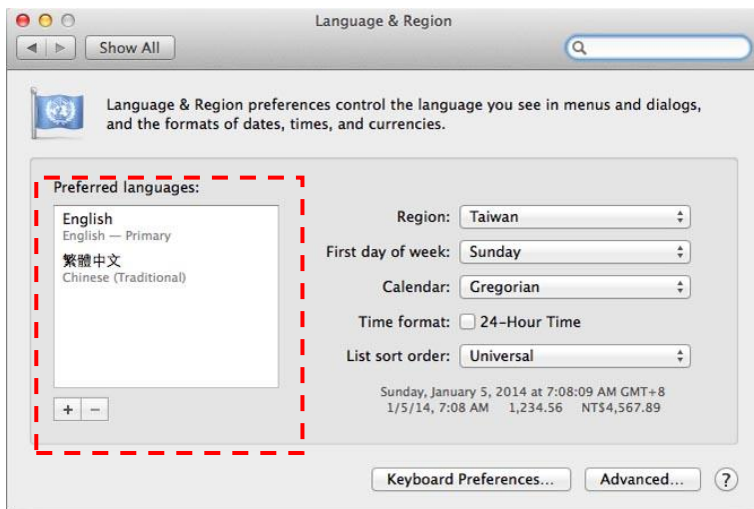 Language & Region
Show All
Language & Region preferences control the language you see in menus and dialogs,
and the formats of dates, times, and currencies.
Preferred languages:
English
English — Primary
繁體中文
Chinese (Traditional)
+ −
Region: Taiwan
First day of week: Sunday
Calendar: Gregorian
Time format: 24-Hour Time
List sort order: Universal
Sunday, January 5, 2014 at 7:08:09 AM GMT+8
1/5/14, 7:08 AM 1,234.56 NT$4,567.89
Keyboard Preferences... Advanced... ?